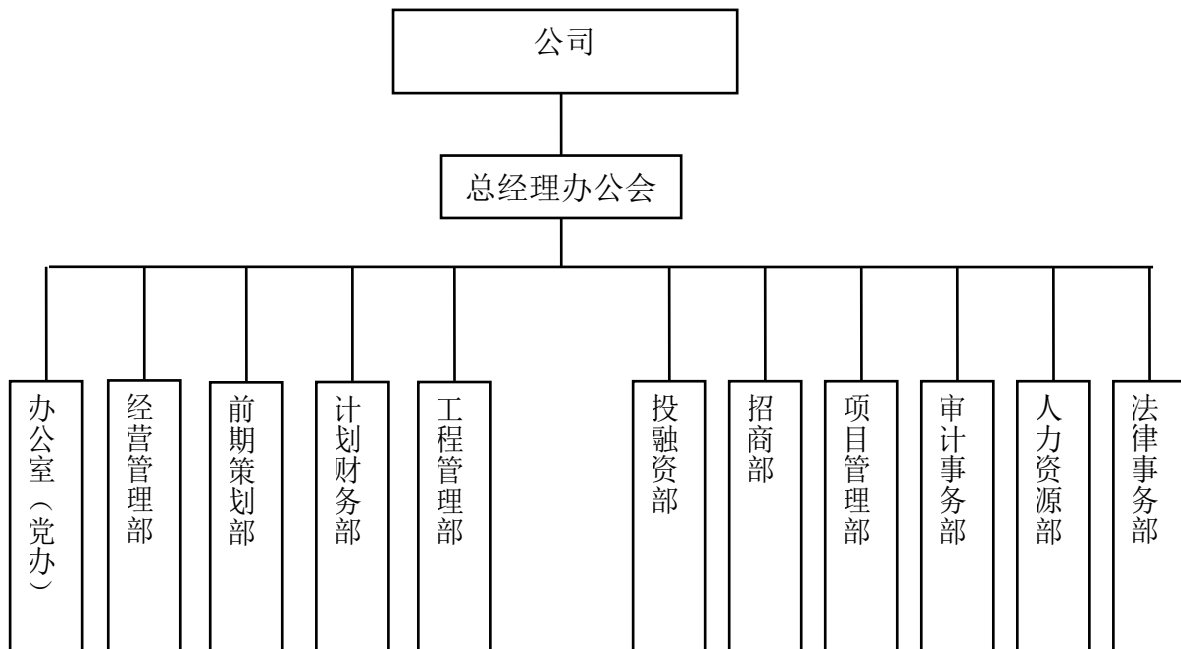 公司
总经理办公会
办公室（党办）
经营管理部
前期策划部
计划财务部
工程管理部
投融资部
招商部
项目管理部
审计事务部
人力资源部
法律事务部